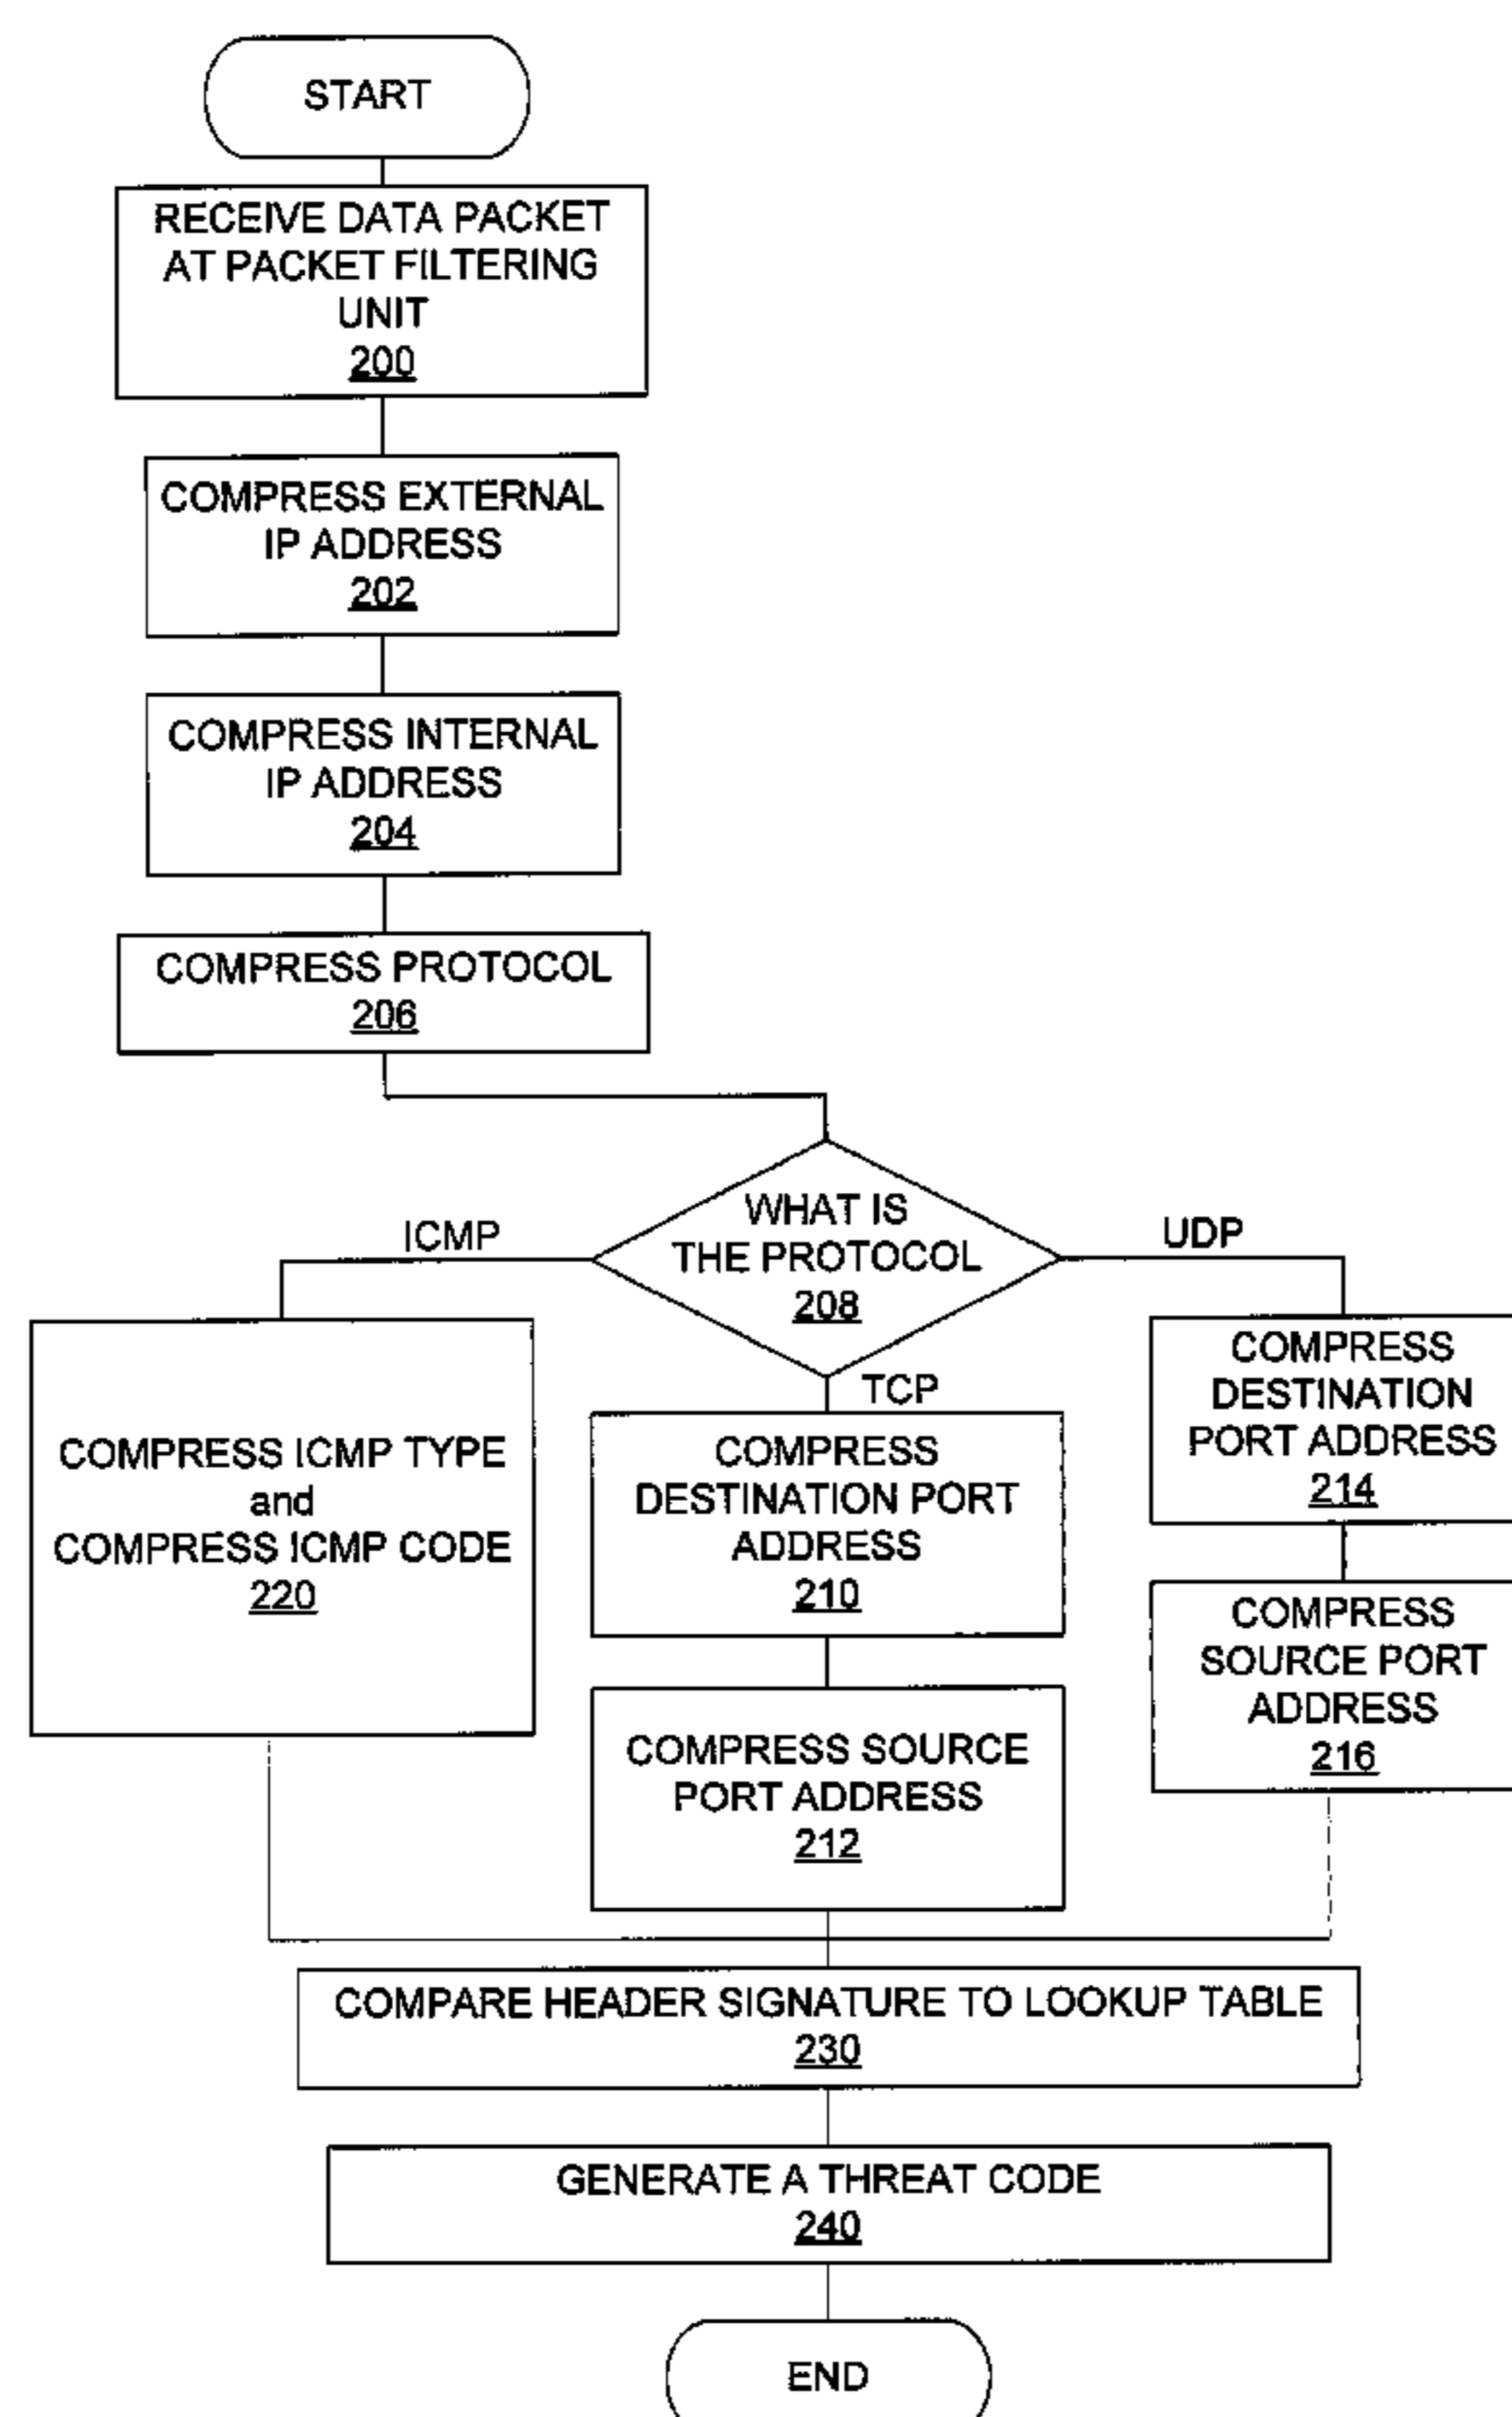 START
RECEIVE DATA PACKET
AT PACKET FILTERING
UNIT
200
COMPRESS EXTERNAL
IP ADDRESS
202
COMPRESS INTERNAL
IP ADDRESS
204
COMPRESS PROTOCOL
206
WHAT IS
THE PROTOCOL
208
ICMP
TCP
UDP
COMPRESS ICMP TYPE
and
COMPRESS ICMP CODE
220
COMPRESS
DESTINATION PORT
ADDRESS
210
COMPRESS SOURCE
PORT ADDRESS
212
COMPRESS
DESTINATION
PORT ADDRESS
214
COMPRESS
SOURCE PORT
ADDRESS
216
COMPARE HEADER SIGNATURE TO LOOKUP TABLE
230
GENERATE A THREAT CODE
240
END